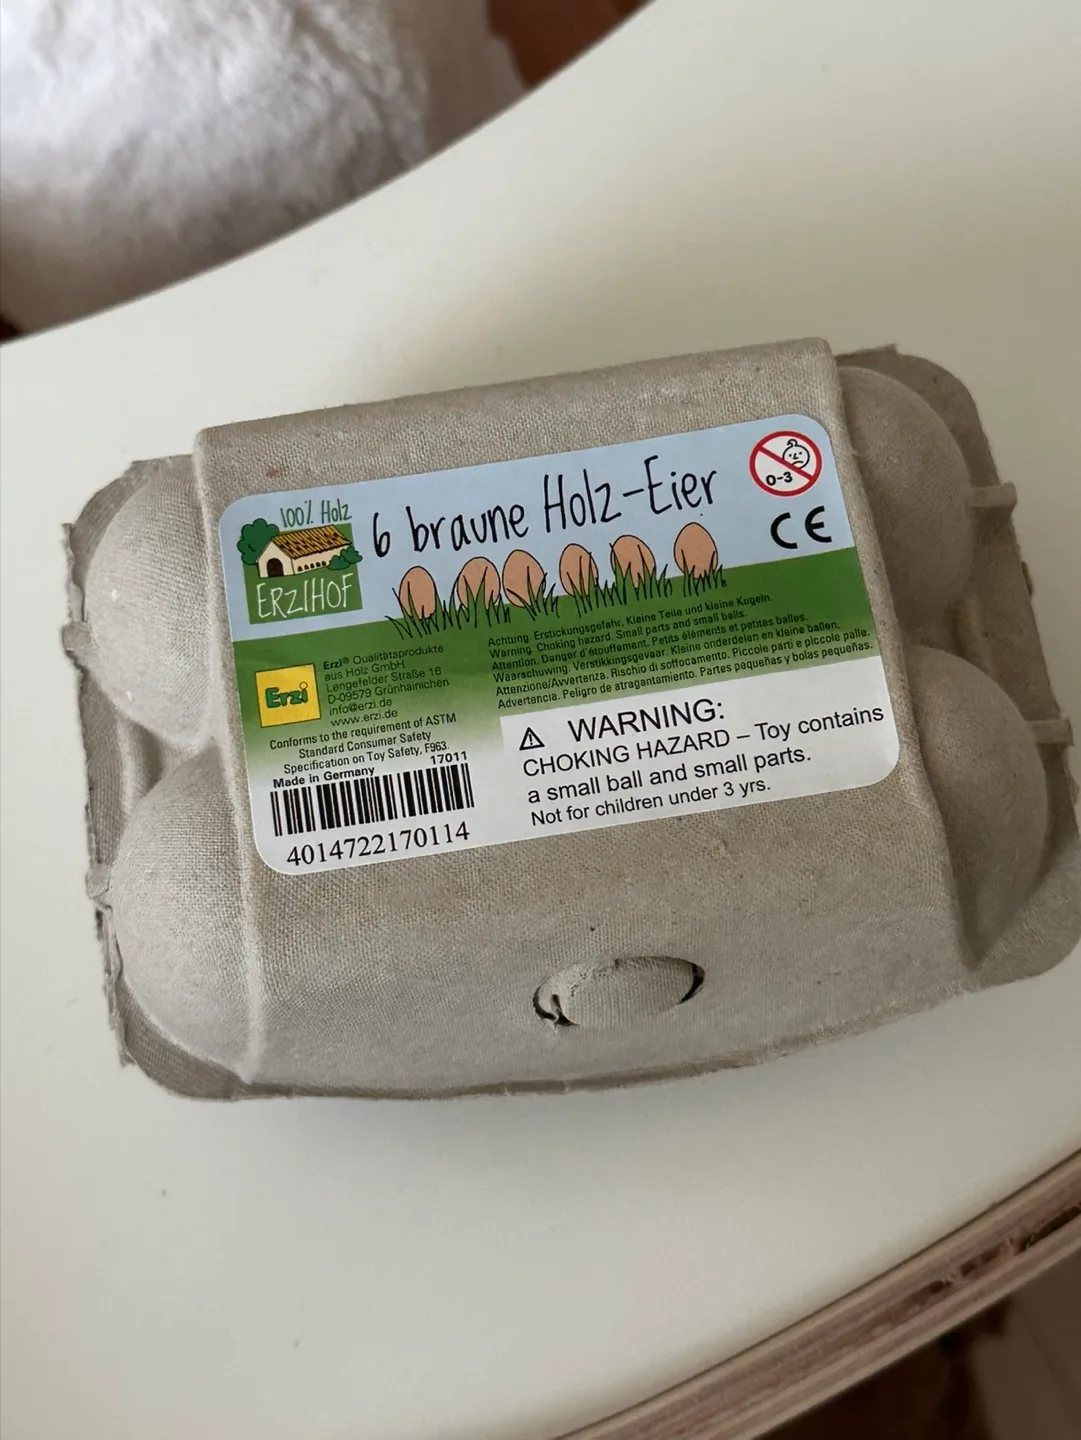 100% Holz
ERZIHOF
6 braune Holz-Eier
0-3
CE
Achtung. Erstickungsgefahr. Kleine Teile und kleine Kugeln.
Warning. Choking hazard. Small parts and small balls.
Attention. Danger d'étouffement. Petits éléments et petites balles.
Waarschuwing. Verstikkingsgevaar. Kleine onderdelen en kleine ballen.
Attenzione/Avvertenza. Rischio di soffocamento. Piccole parti e piccole palle.
Advertencia. Peligro de atragantamiento. Partes pequeñas y bolas pequeñas.
Erzi
Erzi® Qualitätsprodukte
aus Holz GmbH
Lengefelder Straße 16
D-09579 Grünhainichen
info@erzi.de
www.erzi.de
Conforms to the requirement of ASTM
Standard Consumer Safety
Specification on Toy Safety, F963.
Made in Germany 17011
4014722170114
⚠ WARNING:
CHOKING HAZARD – Toy contains
a small ball and small parts.
Not for children under 3 yrs.